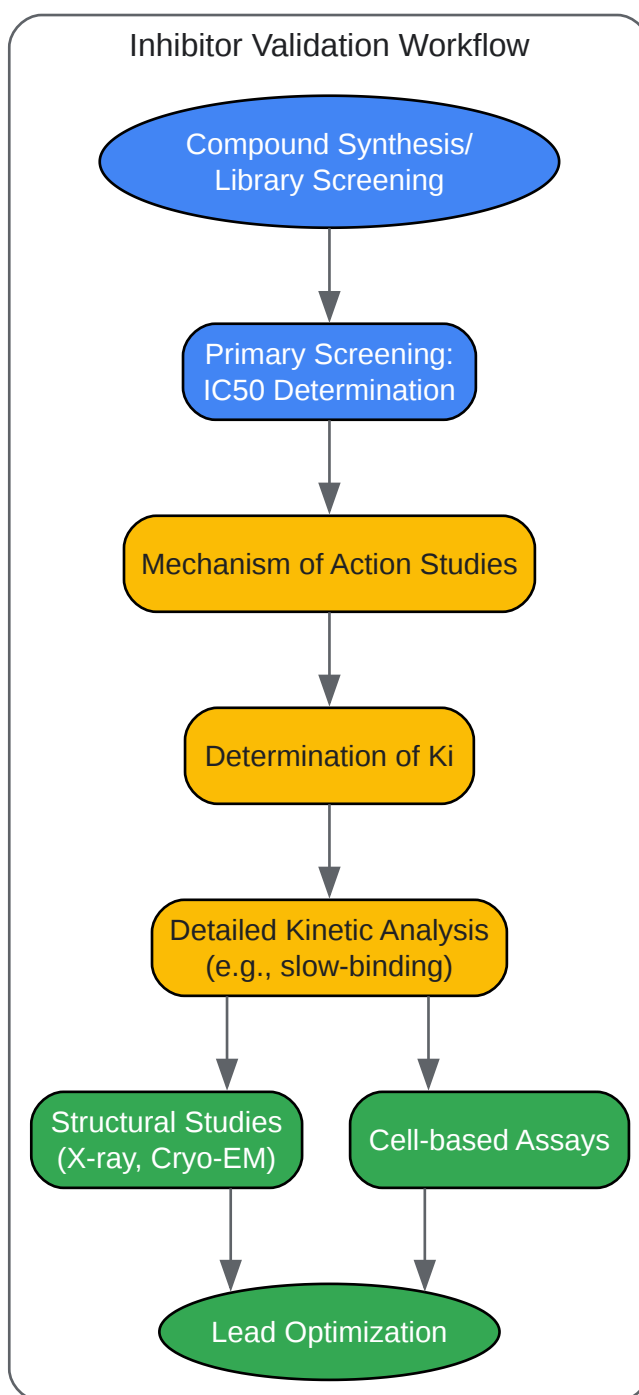 Inhibitor Validation Workflow
Compound Synthesis/
Library Screening
Primary Screening:
IC50 Determination
Mechanism of Action Studies
Determination of Ki
Detailed Kinetic Analysis
(e.g., slow-binding)
Structural Studies
(X-ray, Cryo-EM)
Cell-based Assays
Lead Optimization